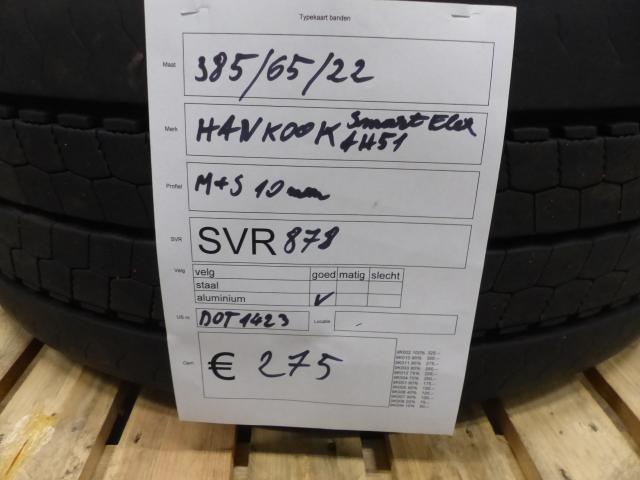 Typekaart banden
Maat 385/65/22
Merk HANKOOK Smart Flex
AH51
Profiel M+S 10 mm
SVR SVR 878
Velg velg goed matig slecht
staal
aluminium ✓
DOT 1423 Locatie
€ 275